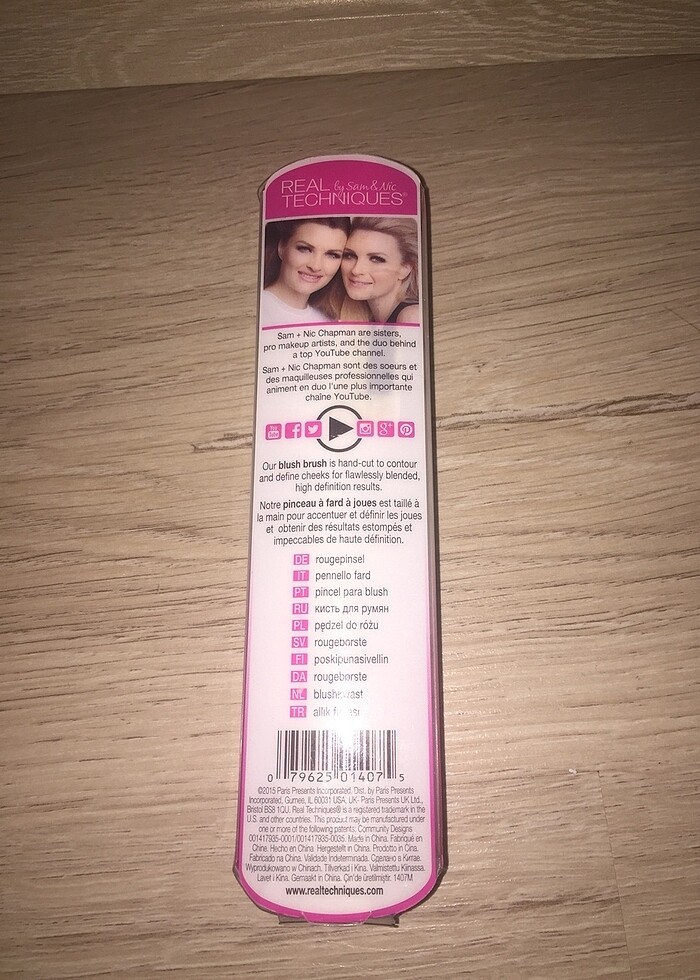 REAL by Sam & Nic
TECHNIQUES®
Sam + Nic Chapman are sisters,
pro makeup artists, and the duo behind
a top YouTube channel.
Sam + Nic Chapman sont des soeurs et
des maquilleuses professionnelles qui
animent en duo l'une plus importante
chaîne YouTube.
Our blush brush is hand-cut to contour
and define cheeks for flawlessly blended,
high definition results.
Notre pinceau à fard à joues est taillé à
la main pour accentuer et définir les joues
et obtenir des résultats estompés et
impeccables de haute définition.
DE rougepinsel
IT pennello fard
PT pincel para blush
RU кисть для румян
PL pędzel do różu
SV rougeborste
FI poskipunasivellin
DA rougeborste
NL
TR allık
0 79625 01407 5
©2015 Paris Presents Incorporated. Dist. by Paris Presents
Incorporated, Gurnee, IL 60031 USA, UK- Paris Presents UK Ltd.,
Bristol BS8 1QU. Real Techniques® is a registered trademark in the
U.S. and other countries. This product may be manufactured under
one or more of the following patents: Community Designs
001417935-0001/001417935-0035. Made in China. Fabriqué en
Chine. Hecho en China. Hergestellt in China. Prodotto in Cina.
Fabricado na China. Validade Indeterminada. Сделано в Китае.
Wyprodukowano w Chinach. Tillverkad i Kina. Valmistettu Kiinassa.
Lavet i Kina. Gemaakt in China. Çin'de üretilmiştir. 1407M
www.realtechniques.com